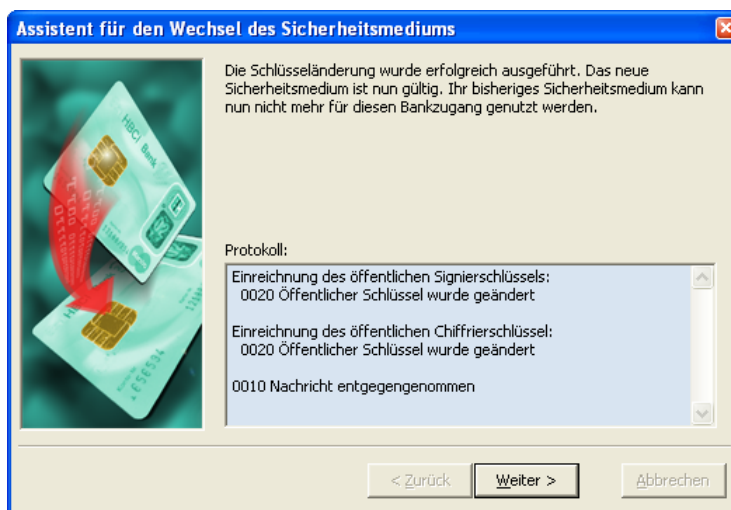 Assistent für den Wechsel des Sicherheitsmediums
HBCI Bank
Die Schlüsseländerung wurde erfolgreich ausgeführt. Das neue
Sicherheitsmedium ist nun gültig. Ihr bisheriges Sicherheitsmedium kann
nun nicht mehr für diesen Bankzugang genutzt werden.
Protokoll:
Einreichnung des öffentlichen Signierschlüssels:
0020 Öffentlicher Schlüssel wurde geändert
Einreichnung des öffentlichen Chiffrierschlüssel:
0020 Öffentlicher Schlüssel wurde geändert
0010 Nachricht entgegengenommen
< Zurück
Weiter >
Abbrechen